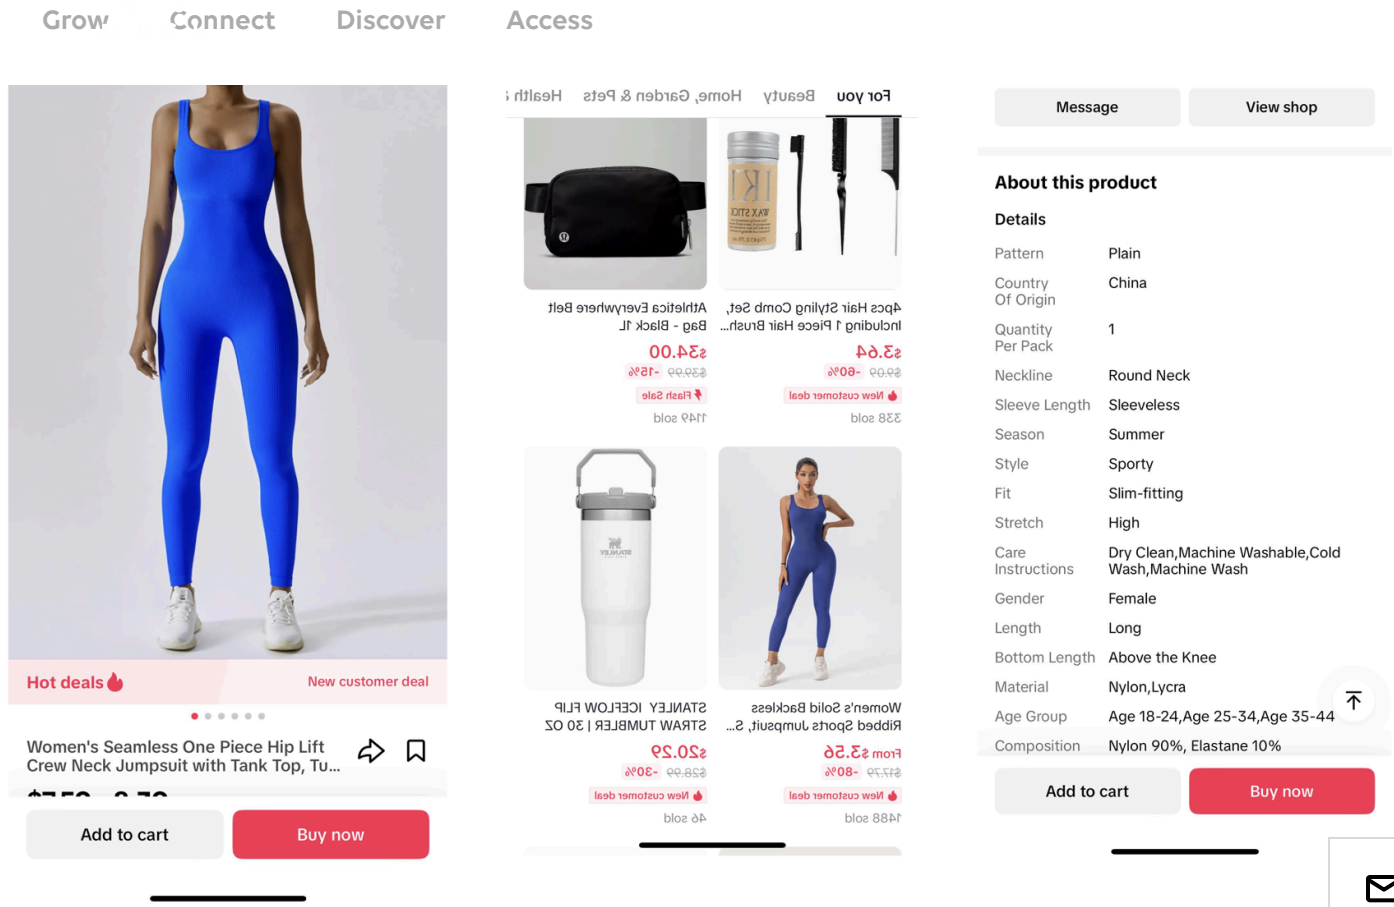 Grow Connect Discover Access
Hot deals New customer deal
Women's Seamless One Piece Hip Lift
Crew Neck Jumpsuit with Tank Top, Tu...
Add to cart Buy now
For you Beauty Home, Garden & Pets Health &
WAX STICK
4pcs Hair Styling Comb Set,
Including 1 Piece Hair Brush...
$3.64
$9.09 -60%
New customer deal
338 sold
Athletica Everywhere Belt
Bag - Black 1L
$34.00
$39.99 -15%
Flash Sale
1149 sold
STANLEY
Women's Solid Backless
Ribbed Sports Jumpsuit, S...
From $3.56
$17.79 -80%
New customer deal
1488 sold
STANLEY ICEFLOW FLIP
STRAW TUMBLER | 30 OZ
$20.29
$28.99 -30%
New customer deal
46 sold
Message View shop
About this product
Details
Pattern Plain
Country
Of Origin China
Quantity
Per Pack 1
Neckline Round Neck
Sleeve Length Sleeveless
Season Summer
Style Sporty
Fit Slim-fitting
Stretch High
Care
Instructions Dry Clean,Machine Washable,Cold
Wash,Machine Wash
Gender Female
Length Long
Bottom Length Above the Knee
Material Nylon,Lycra
Age Group Age 18-24,Age 25-34,Age 35-44
Composition Nylon 90%, Elastane 10%
Add to cart Buy now